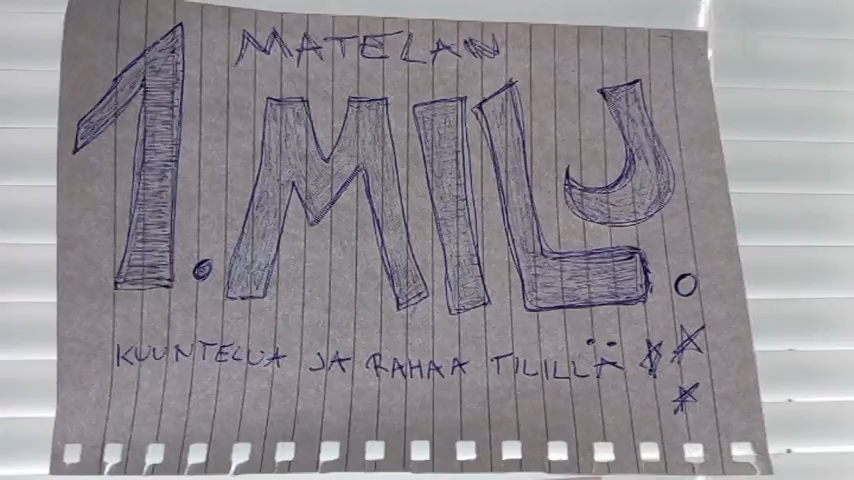 MATELAN
1. MILJ.
KUUNTELUA JA RAHAA TILILLÄ